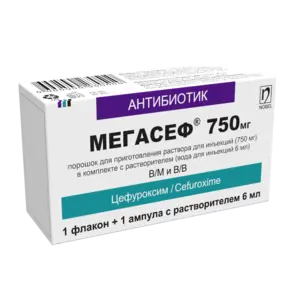 АНТИБИОТИК
NOBEL
МЕГАСЕФ® 750мг
порошок для приготовления раствора для инъекций (750 мг)
в комплекте с растворителем (вода для инъекций 6 мл)
В/М и В/В
Цефуроксим / Cefuroxime
1 флакон + 1 ампула с растворителем 6 мл